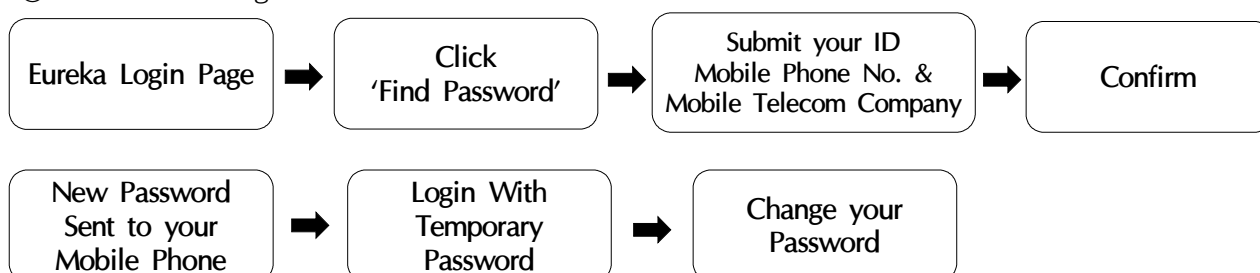 Eureka Login Page
Click
‘Find Password’
Submit your ID
Mobile Phone No. &
Mobile Telecom Company
Confirm
New Password
Sent to your
Mobile Phone
Login With
Temporary
Password
Change your
Password